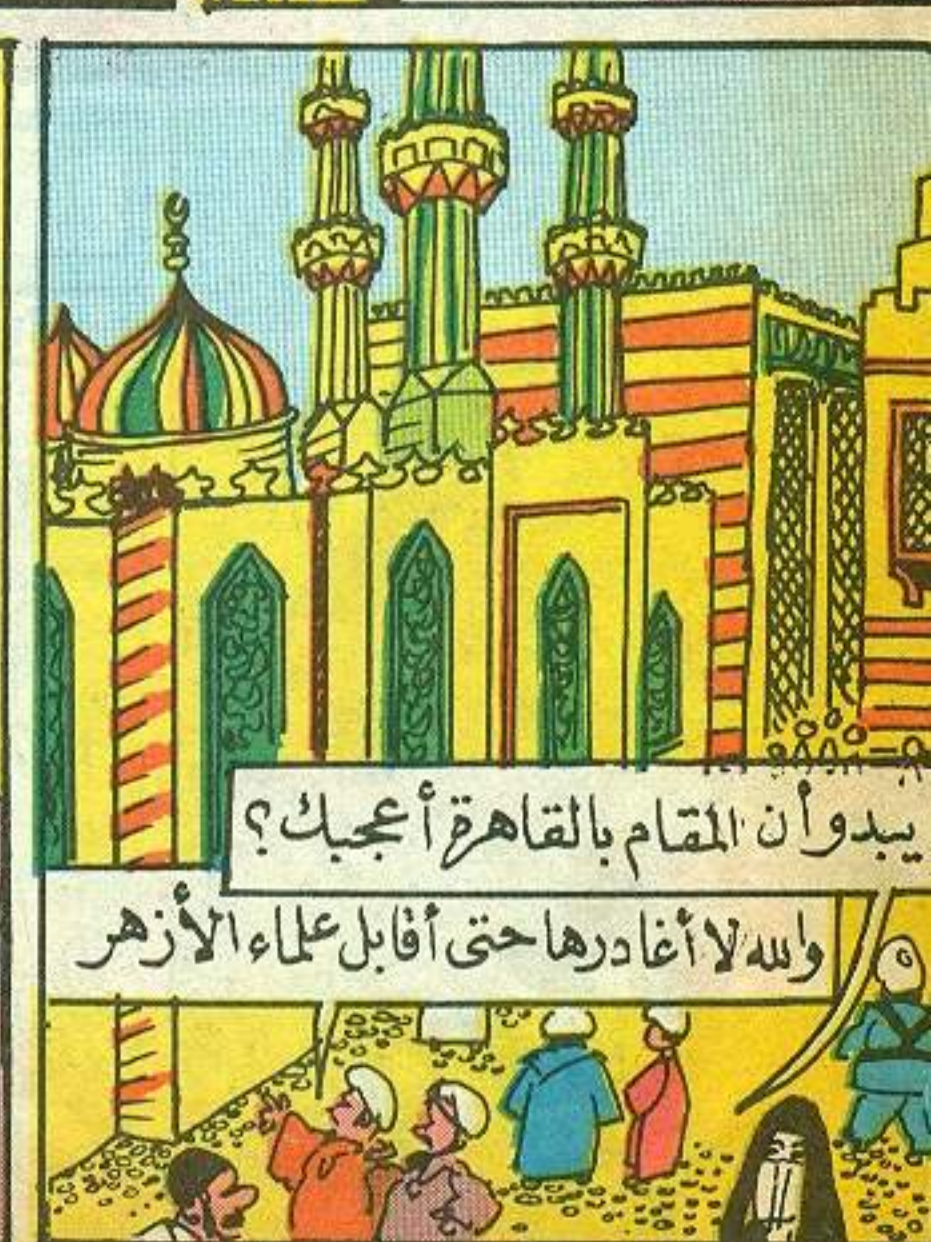 يبدو أن المقام بالقاهرة أعجبك؟
والله لا أغادرها حتى أقابل علماء الأزهر